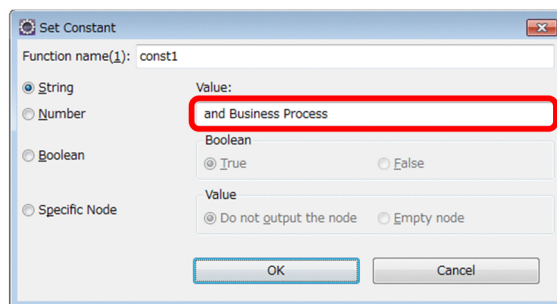 Set Constant
Function name(1): const1
String
Value:
Number
and Business Process
Boolean
Boolean
True
False
Specific Node
Value
Do not output the node
Empty node
OK
Cancel